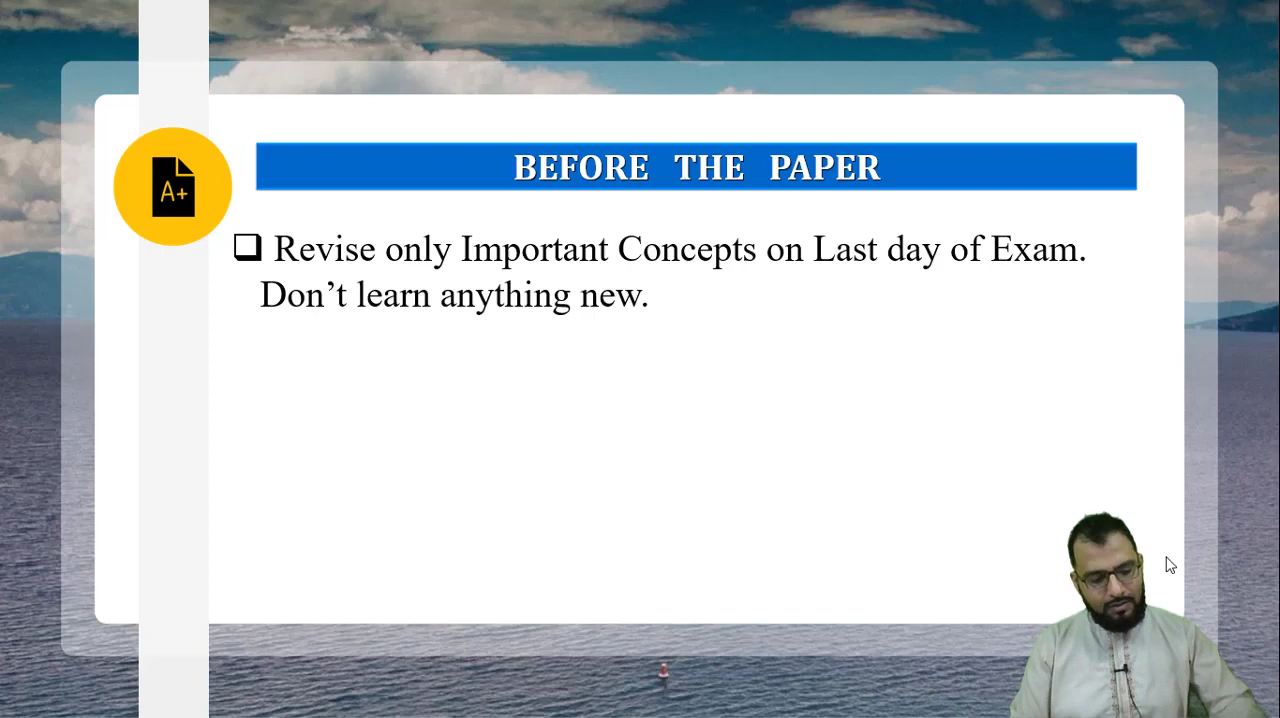 BEFORE THE PAPER
A+
❑ Revise only Important Concepts on Last day of Exam.
Don’t learn anything new.